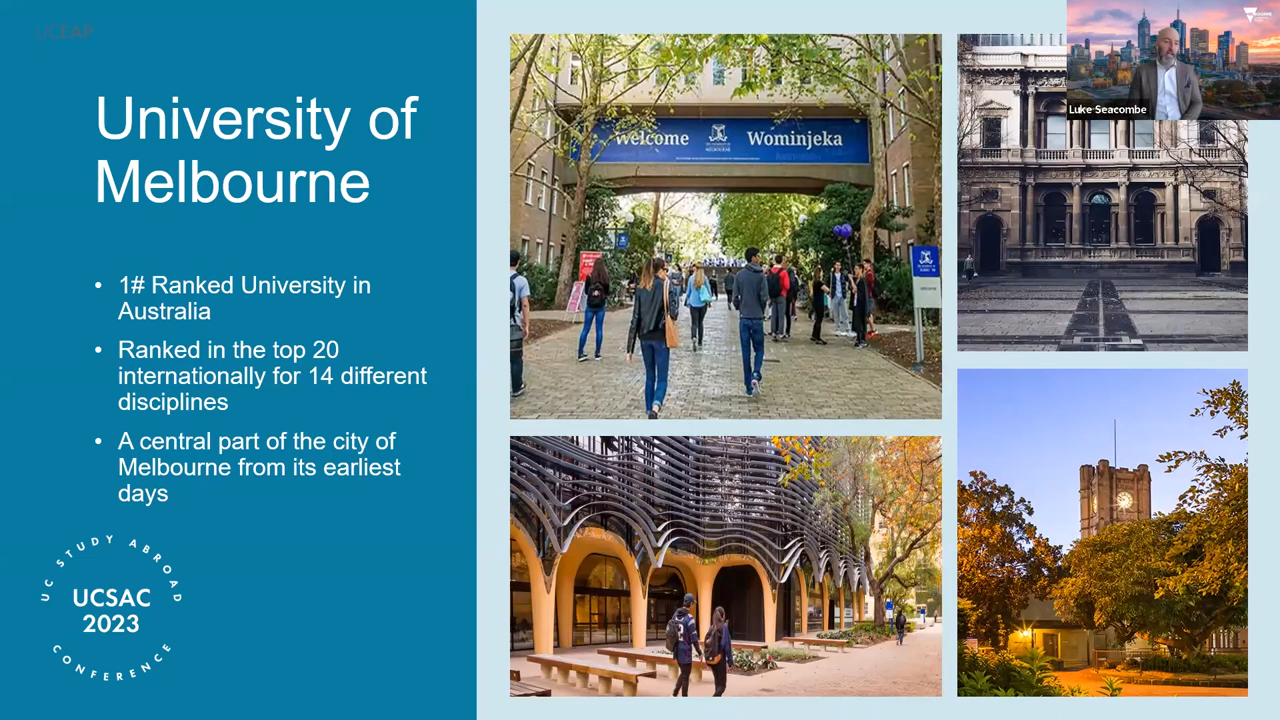 UCEAP
University of
Melbourne
• 1# Ranked University in
Australia
• Ranked in the top 20
internationally for 14 different
disciplines
• A central part of the city of
Melbourne from its earliest
days
UC STUDY ABROAD
UCSAC
2023
CONFERENCE
Welcome Wominjeka
MELBOURNE
Luke Seacombe